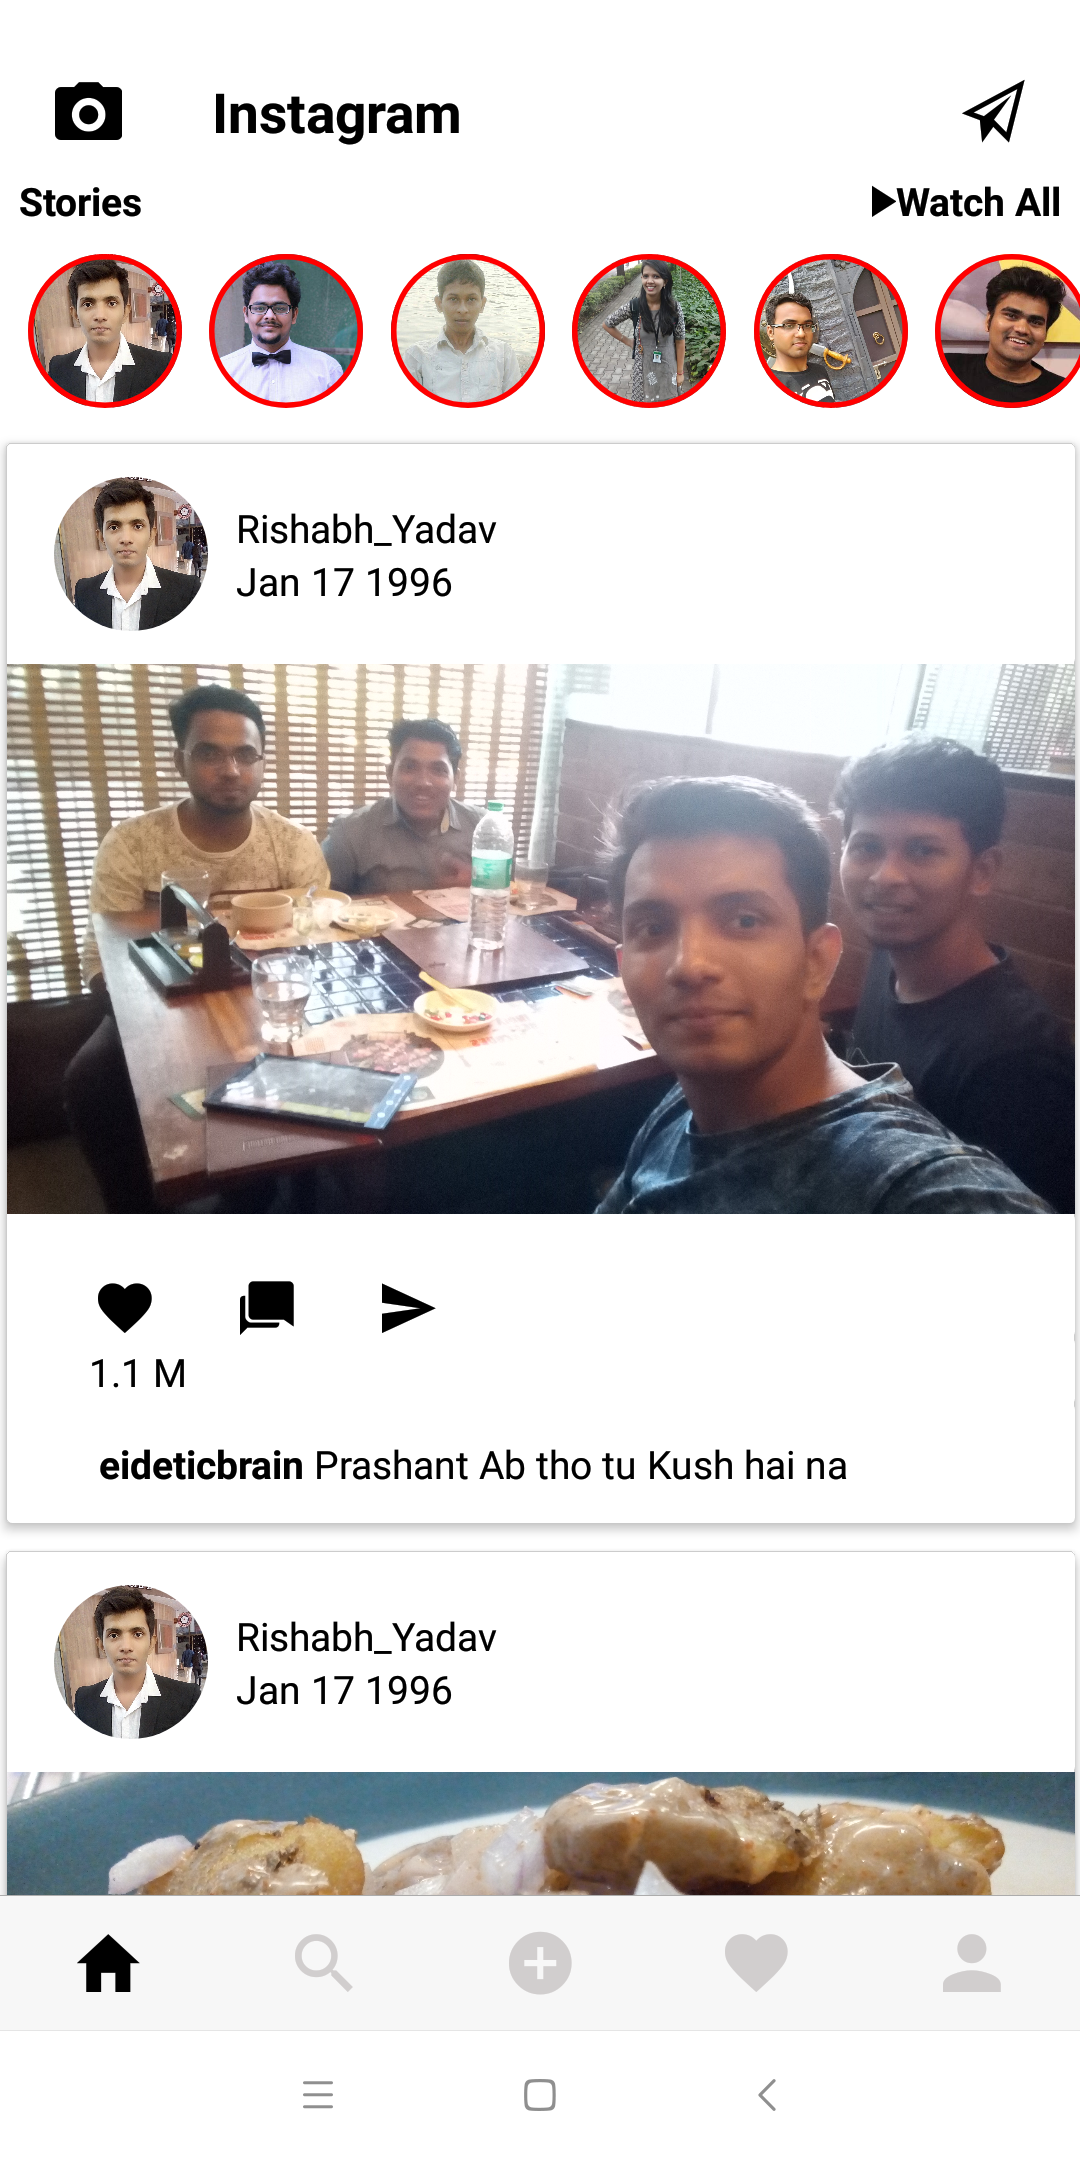 Instagram
Stories
Watch All
Rishabh_Yadav
Jan 17 1996
1.1 M
eideticbrain Prashant Ab tho tu Kush hai na
Rishabh_Yadav
Jan 17 1996